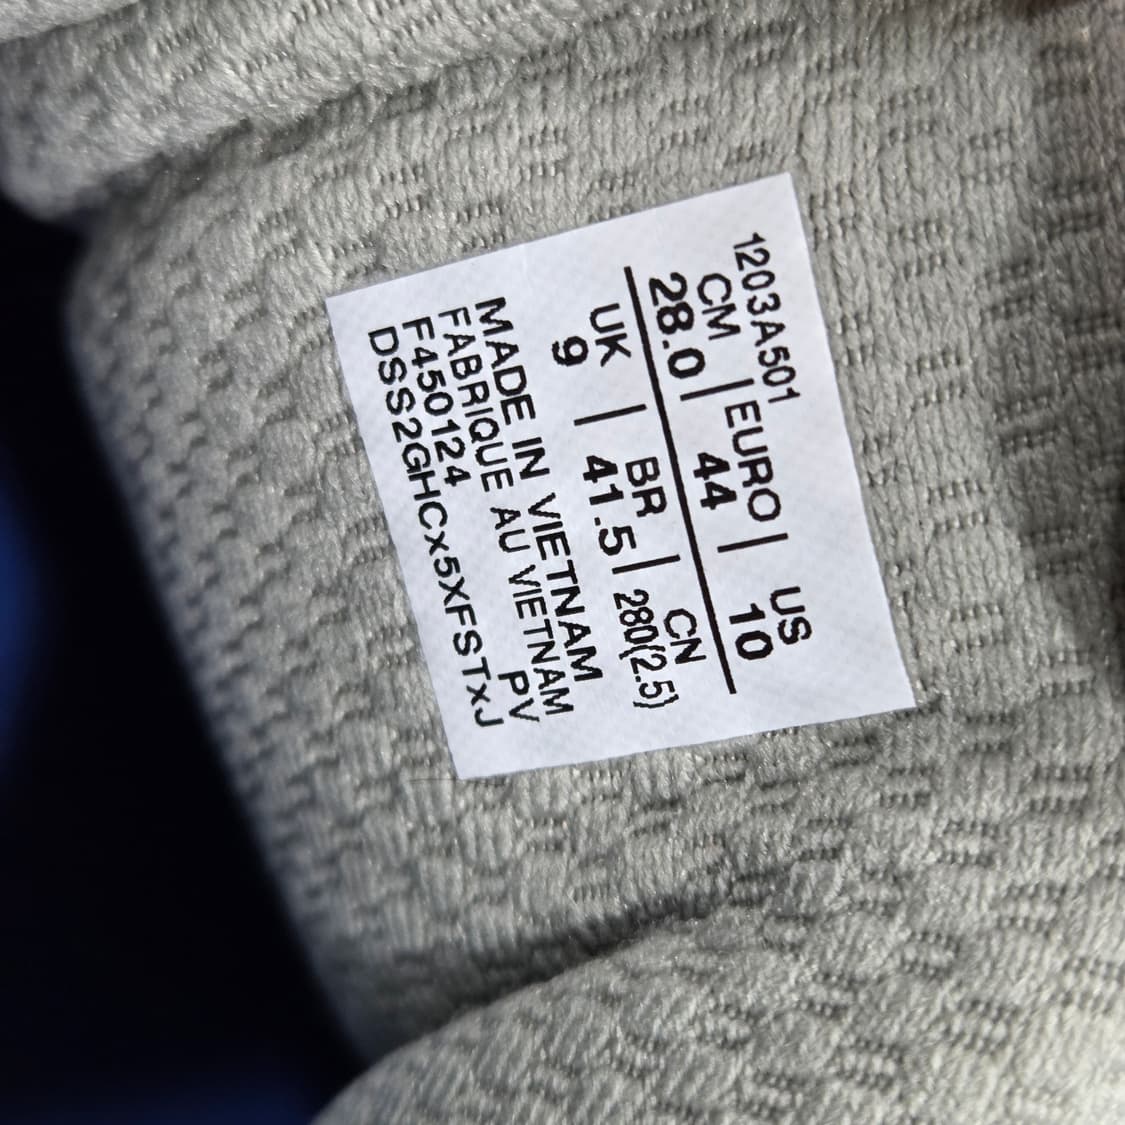 1203A501
CM | EURO | US
28.0 | 44 | 10
UK | BR | CN
9 | 41.5 | 280(2.5)
MADE IN VIETNAM
FABRIQUE AU VIETNAM
F450124 PV
DSS2GHCx5XFSTxJ